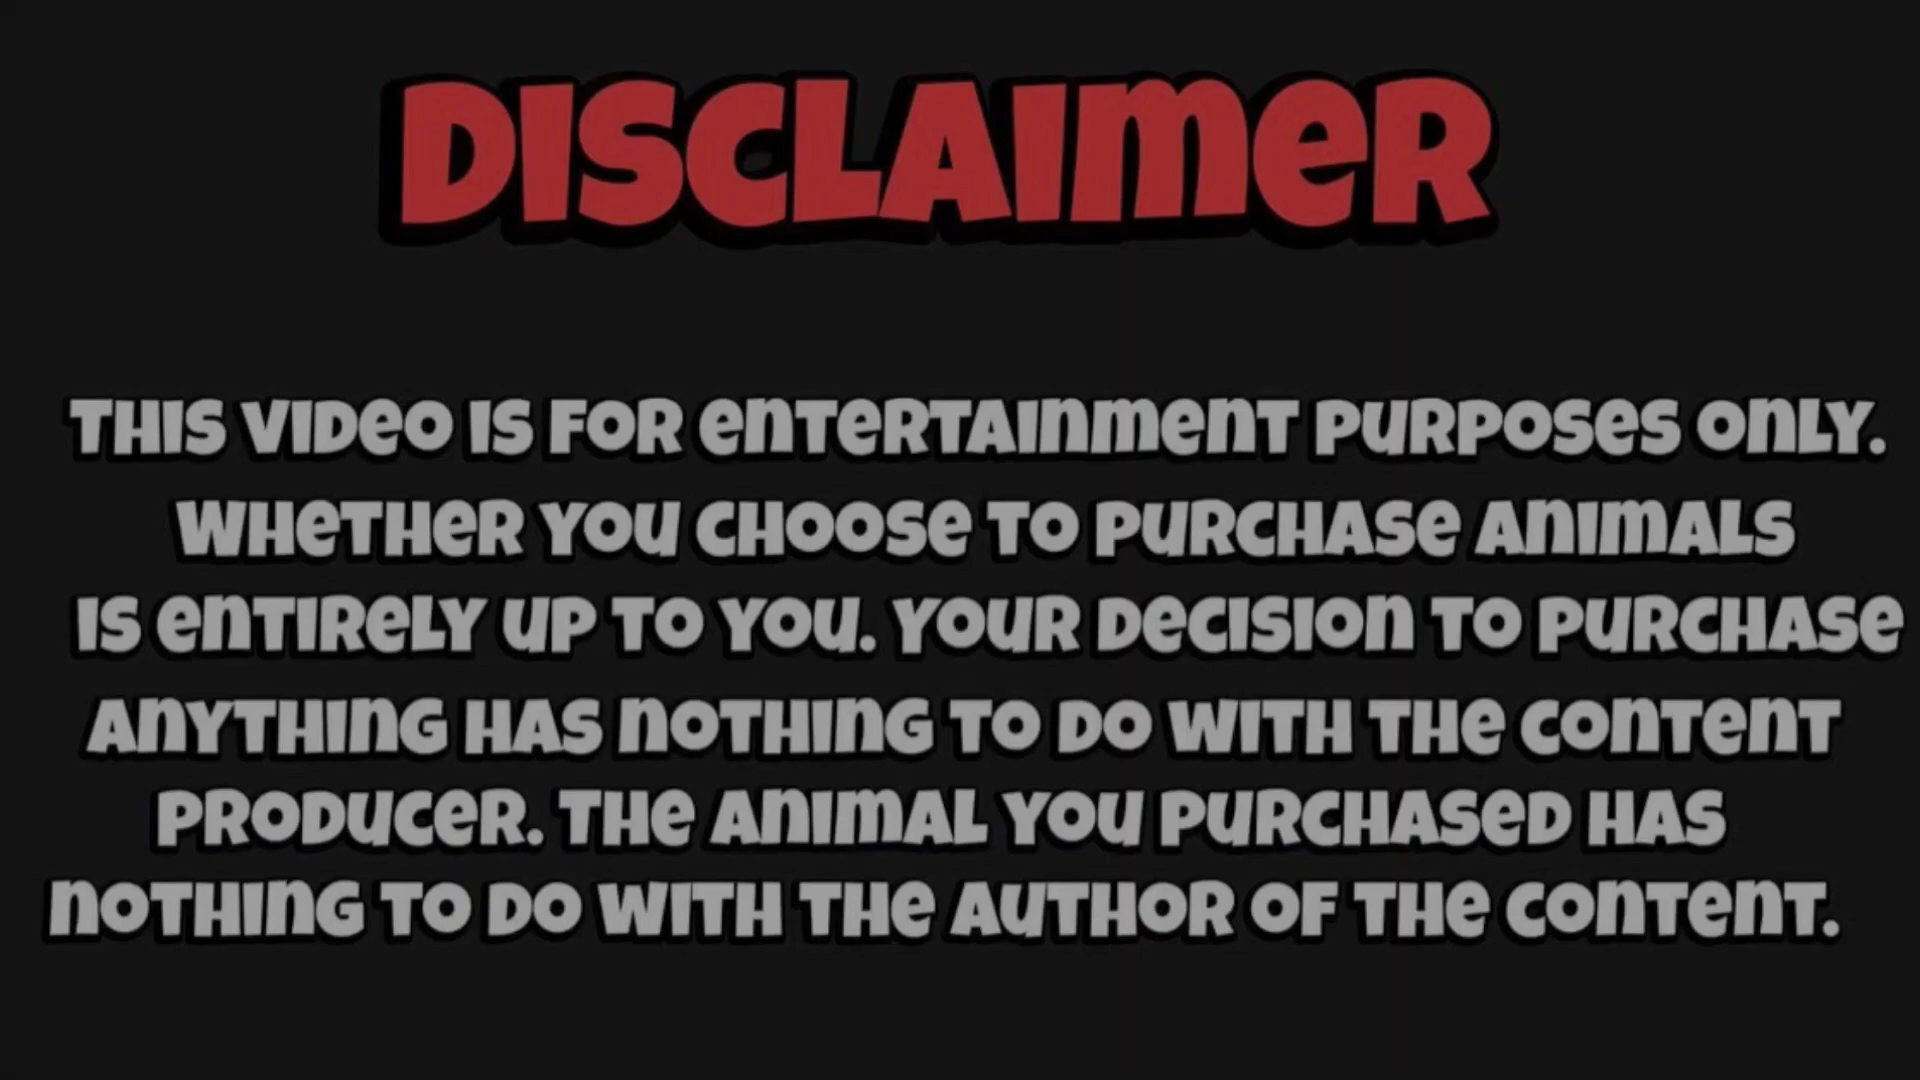 DISCLAIMER
THIS VIDEO IS FOR ENTERTAINMENT PURPOSES ONLY.
WHETHER YOU CHOOSE TO PURCHASE ANIMALS
IS ENTIRELY UP TO YOU. YOUR DECISION TO PURCHASE
ANYTHING HAS NOTHING TO DO WITH THE CONTENT
PRODUCER. THE ANIMAL YOU PURCHASED HAS
NOTHING TO DO WITH THE AUTHOR OF THE CONTENT.